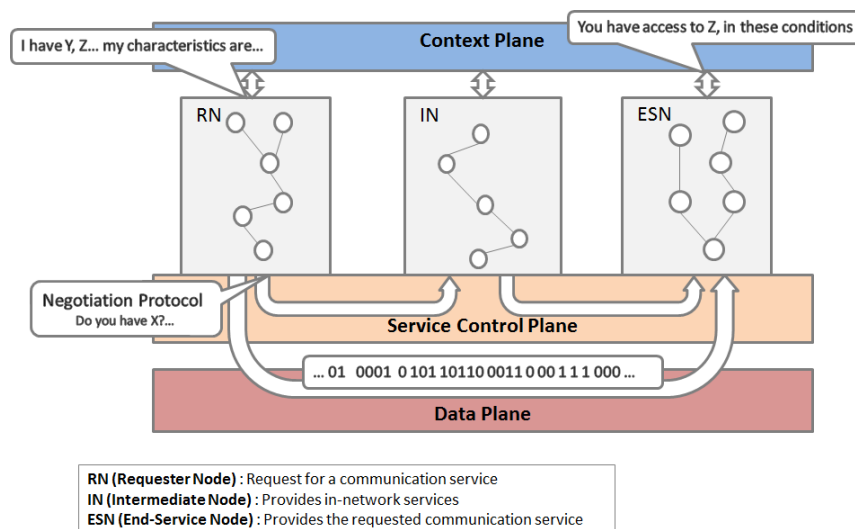 Context Plane
I have Y, Z... my characteristics are...
You have access to Z, in these conditions
RN
IN
ESN
Negotiation Protocol
Do you have X?...
Service Control Plane
... 01 0001 0 101 10110 0011 0 00 1 1 1 000 ...
Data Plane
RN (Requester Node) : Request for a communication service
IN (Intermediate Node) : Provides in-network services
ESN (End-Service Node) : Provides the requested communication service